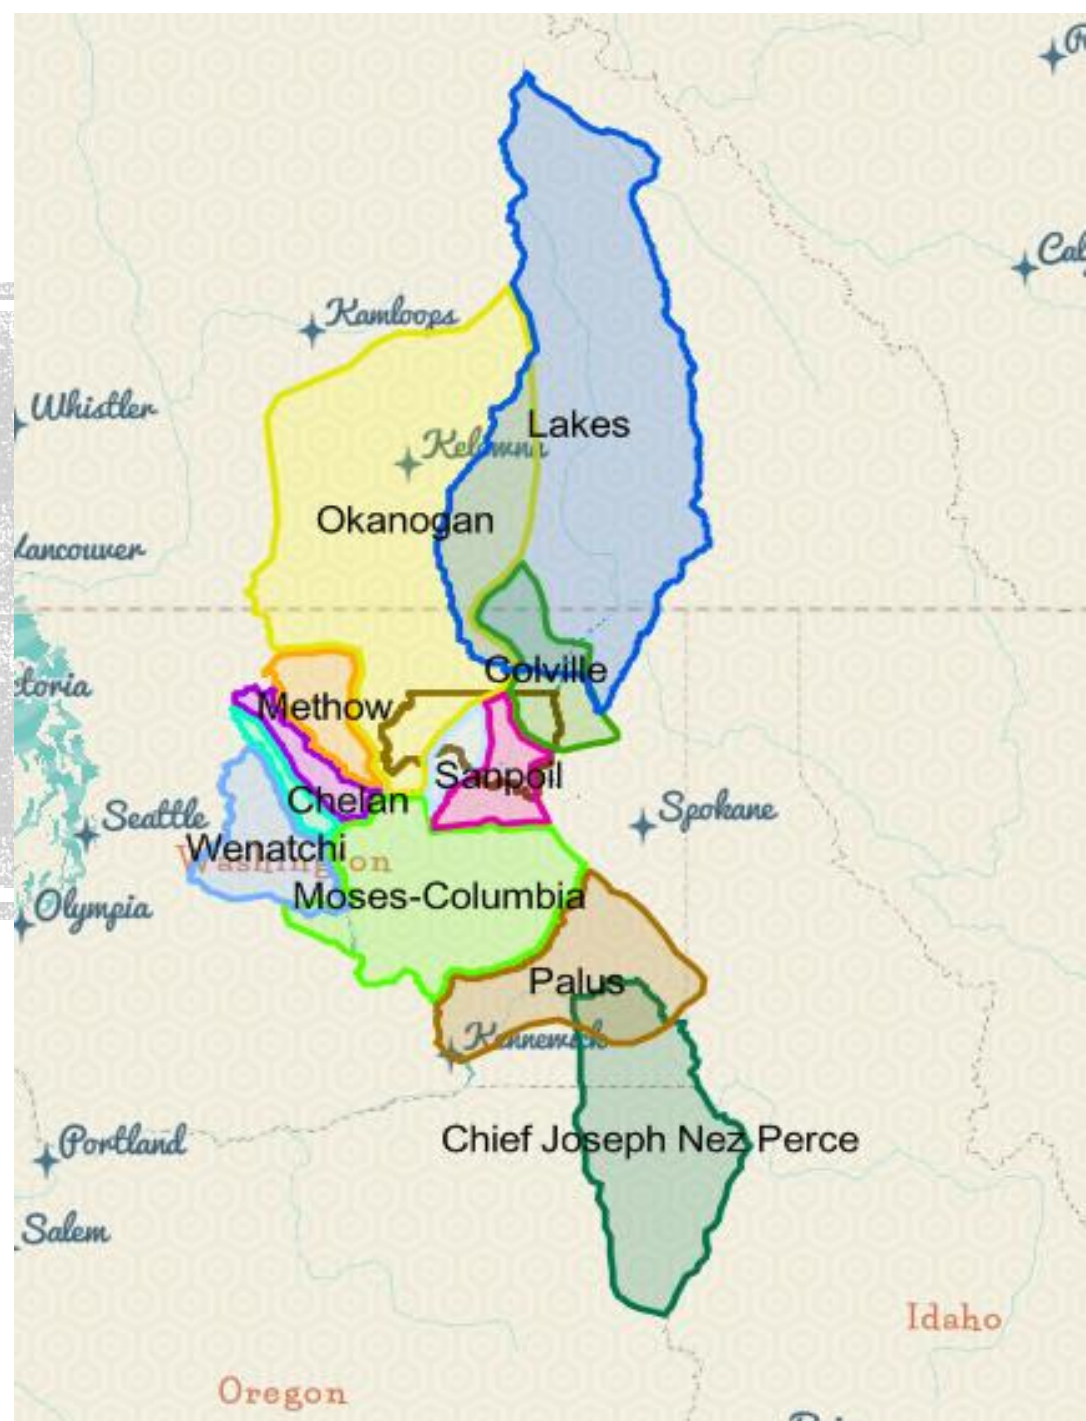 Kamloops
Whistler
Lakes
Kelowna
Okanogan
Vancouver
Colville
Methow
Sanpoil
Chelan
Seattle
Spokane
Wenatchi
Washington
Moses-Columbia
Olympia
Palus
Kennewick
Chief Joseph Nez Perce
Portland
Salem
Idaho
Oregon